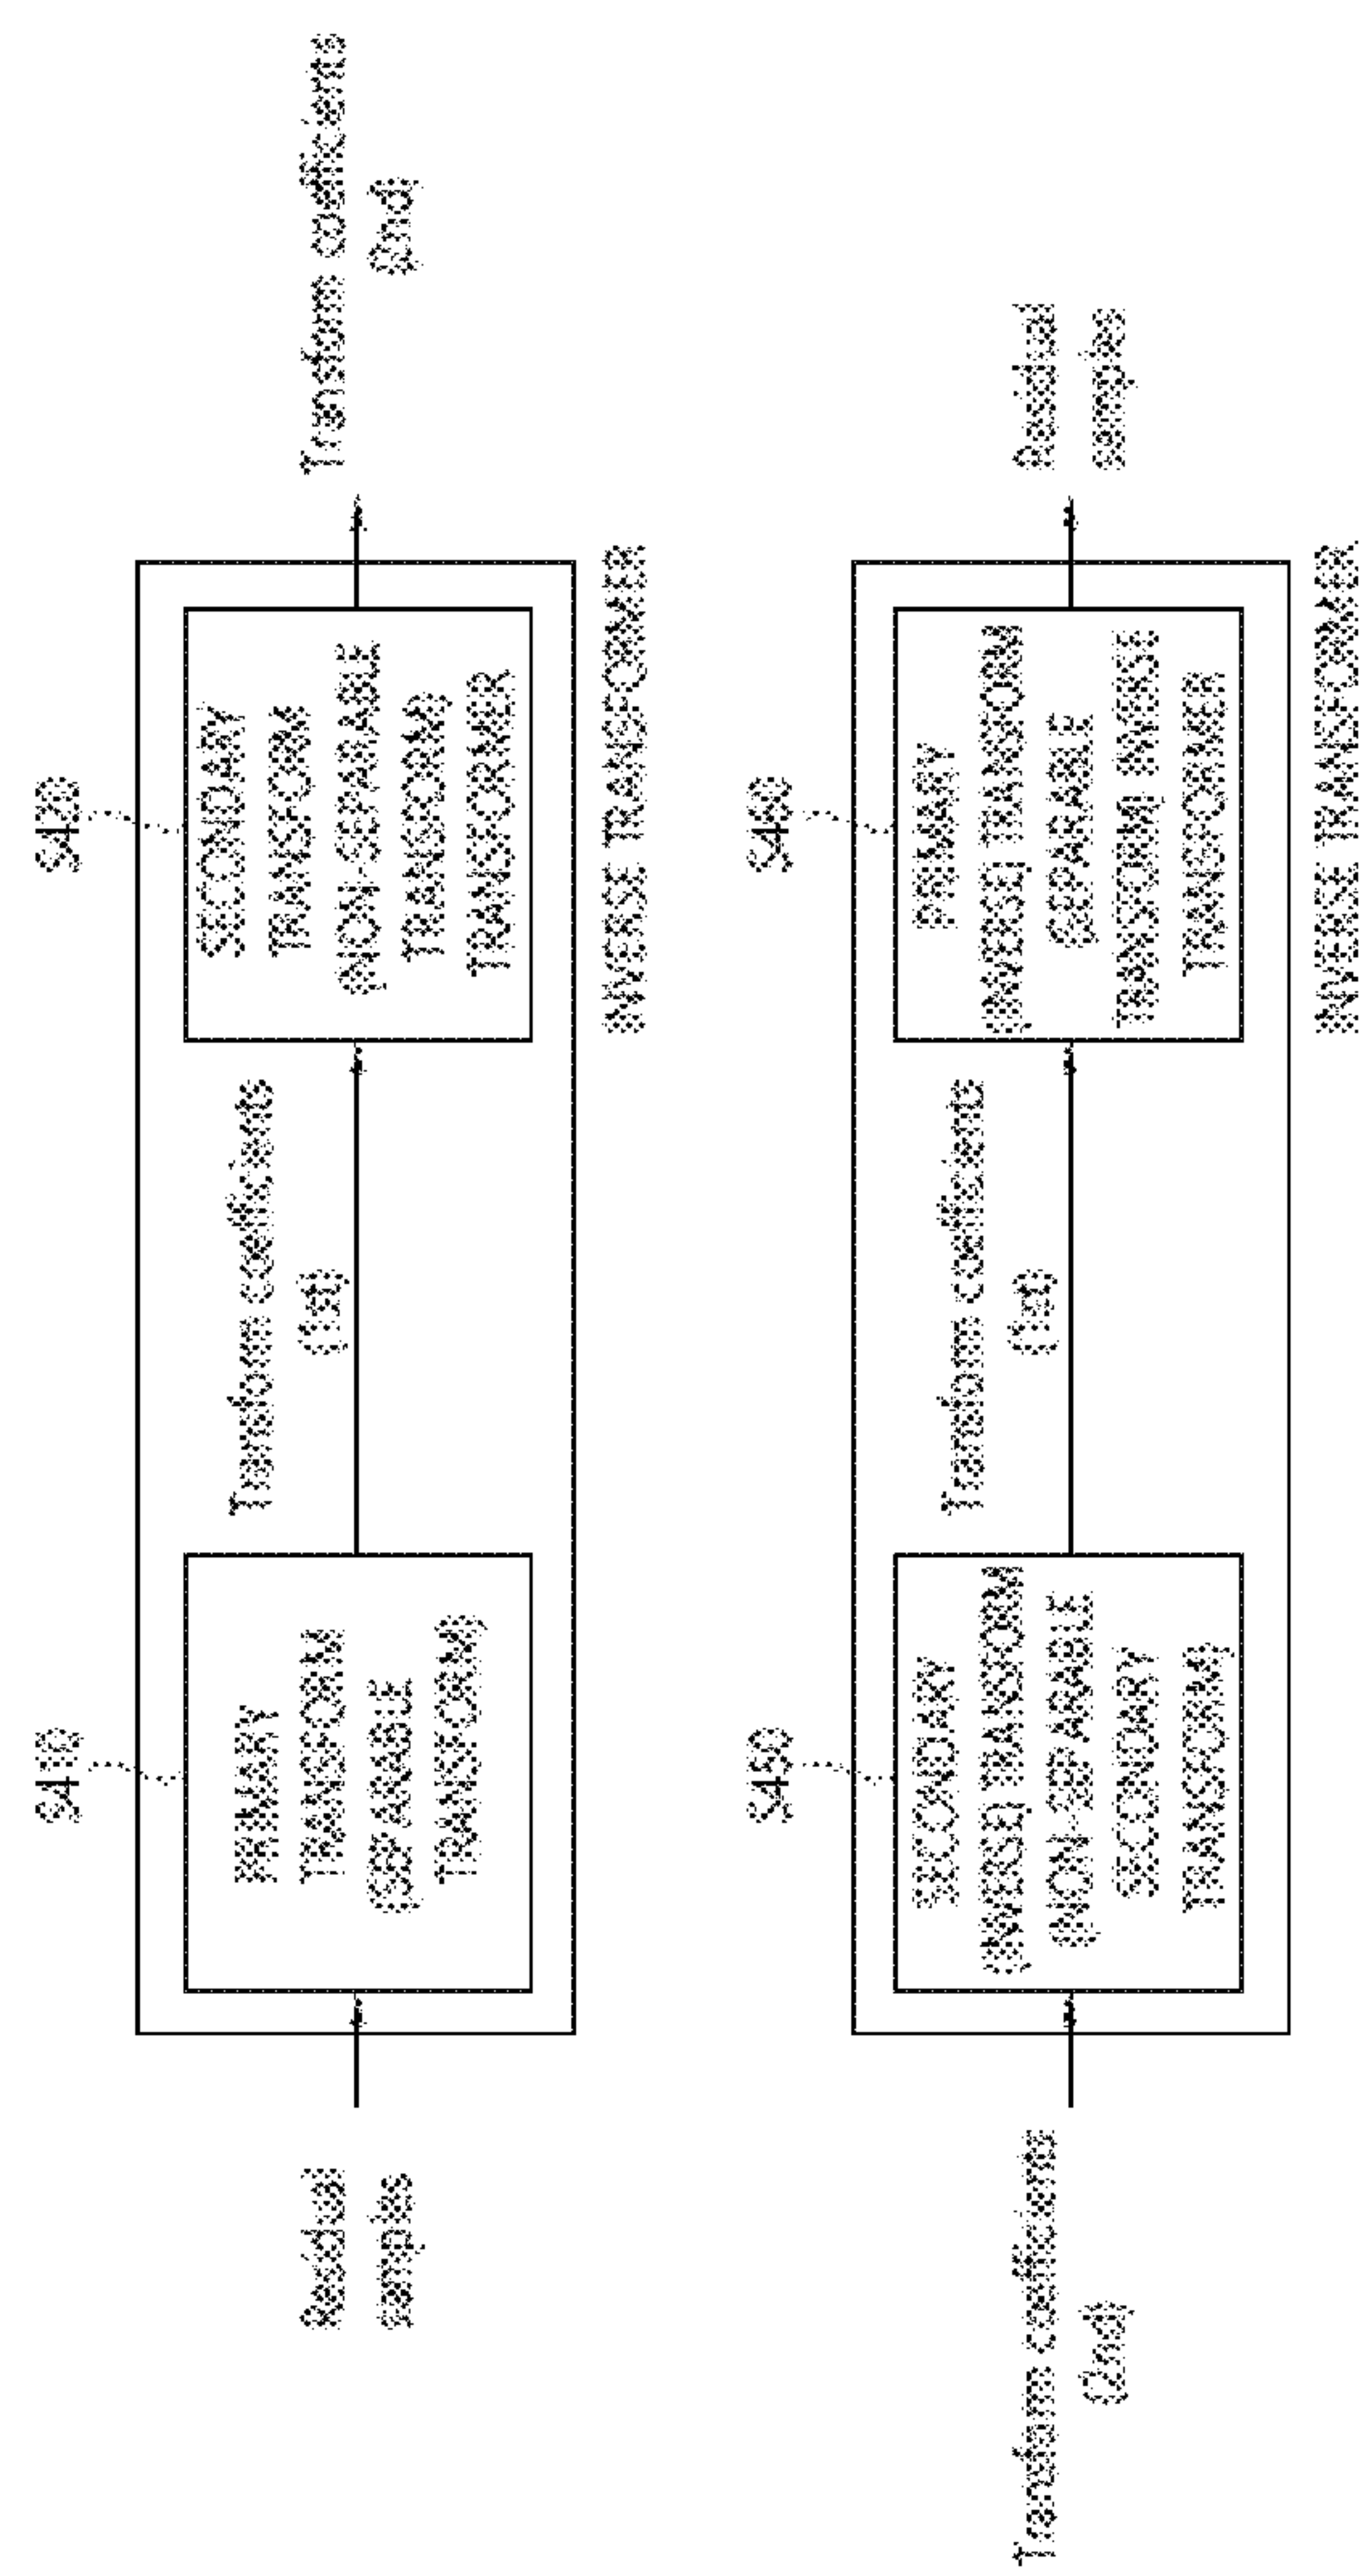 S410
S420
Residual
samples
PRIMARY
TRANSFORM
(SEPARABLE
TRANSFORM)
Transform coefficients
(1st)
SECONDARY
TRANSFORM
(NON-SEPARABLE
TRANSFORM)
TRANSFORMER
Transform coefficients
(2nd)
INVERSE TRANSFORMER
S450
S460
Transform coefficients
(2nd)
SECONDARY
(INVERSE) TRANSFORM
(NON-SEPARABLE
SECONDARY
TRANSFORM)
Transform coefficients
(1st)
PRIMARY
(INVERSE) TRANSFORM
(SEPARABLE
TRANSFORM) INVERSE
TRANSFORMER
Residual
samples
INVERSE TRANSFORMER